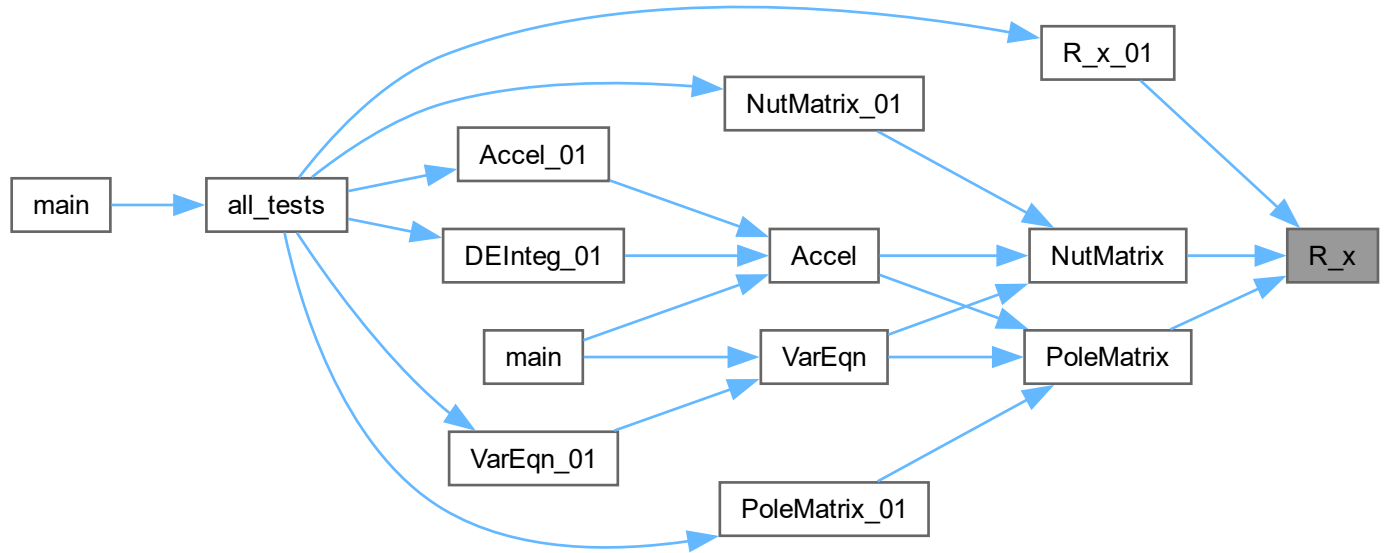 R_x_01
NutMatrix_01
Accel_01
main
all_tests
DEInteg_01
Accel
NutMatrix
R_x
main
VarEqn
PoleMatrix
VarEqn_01
PoleMatrix_01